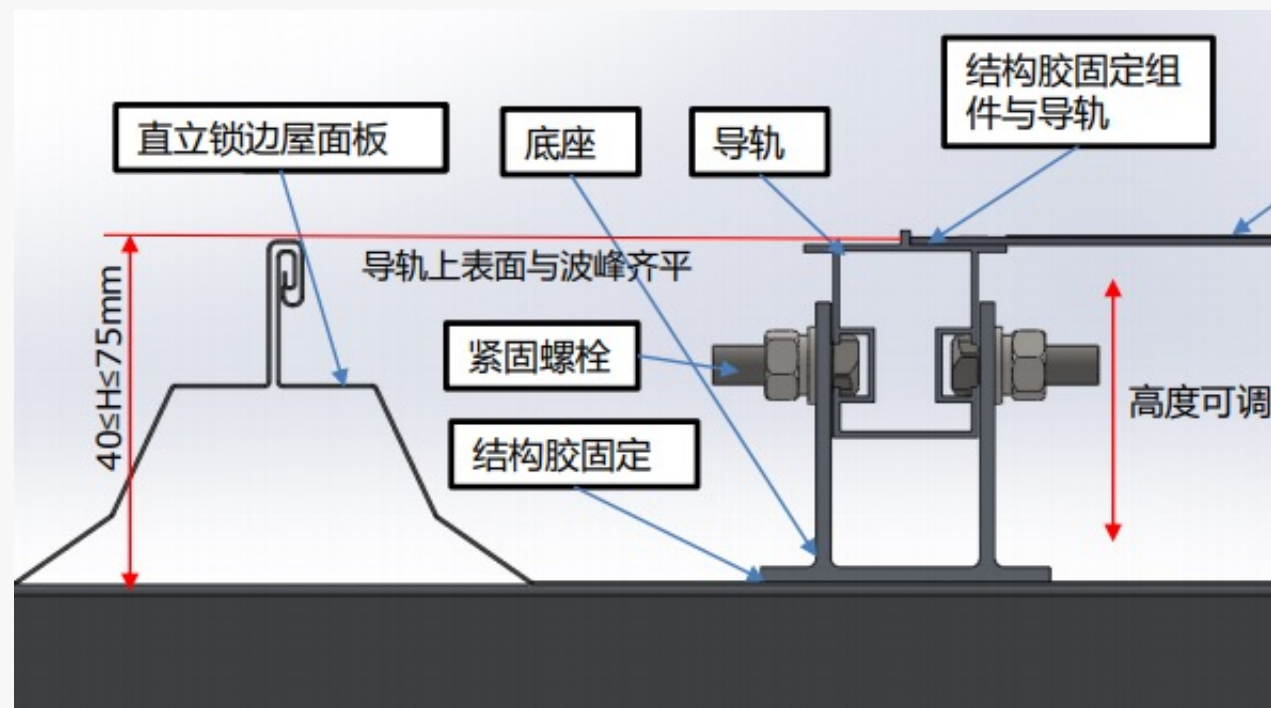 结构胶固定组
件与导轨
直立锁边屋面板
底座
导轨
导轨上表面与波峰齐平
40≤H≤75mm
紧固螺栓
高度可调
结构胶固定